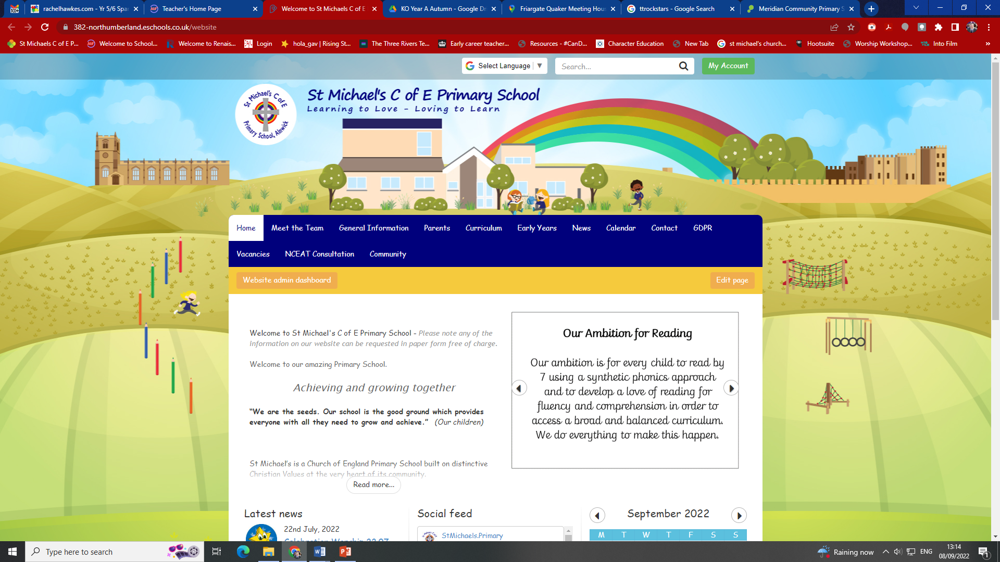 100+
rachelhawkes.com - Yr 5/6 Spa
Teacher's Home Page
Welcome to St Michaels C of E
KO Year A Autumn - Google Dr
Friargate Quaker Meeting Hous
ttrockstars - Google Search
Meridian Community Primary S
382-northumberland.eschools.co.uk/website
St Michaels C of E P...
Welcome to School...
Welcome to Renais...
Login
hola_gav | Rising St...
The Three Rivers Te...
Early career teacher...
Resources - #CanD...
Character Education
New Tab
st michael's church...
Hootsuite
Worship Workshop...
Into Film
»
Select Language ▼
Search...
My Account
St Michael's C of E
Primary School, Alnwick
St Michael's C of E Primary School
Learning to Love - Loving to Learn
Home
Meet the Team
General Information
Parents
Curriculum
Early Years
News
Calendar
Contact
GDPR
Vacancies
NCEAT Consultation
Community
Website admin dashboard
Edit page
Welcome to St Michael's C of E Primary School - Please note any of the
information on our website can be requested in paper form free of charge.
Welcome to our amazing Primary School.
Achieving and growing together
“We are the seeds. Our school is the good ground which provides
everyone with all they need to grow and achieve.” (Our children)
St Michael’s is a Church of England Primary School built on distinctive
Christian Values at the very heart of its community.
Read more...
Our Ambition for Reading
Our ambition is for every child to read by
7 using a synthetic phonics approach
and to develop a love of reading for
fluency and comprehension in order to
access a broad and balanced curriculum.
We do everything to make this happen.
Latest news
22nd July, 2022
Celebration Worship 22.07
Social feed
StMichaels.Primary
September 2022
M T W T F S S
Type here to search
Raining now
ENG
13:14
08/09/2022
1